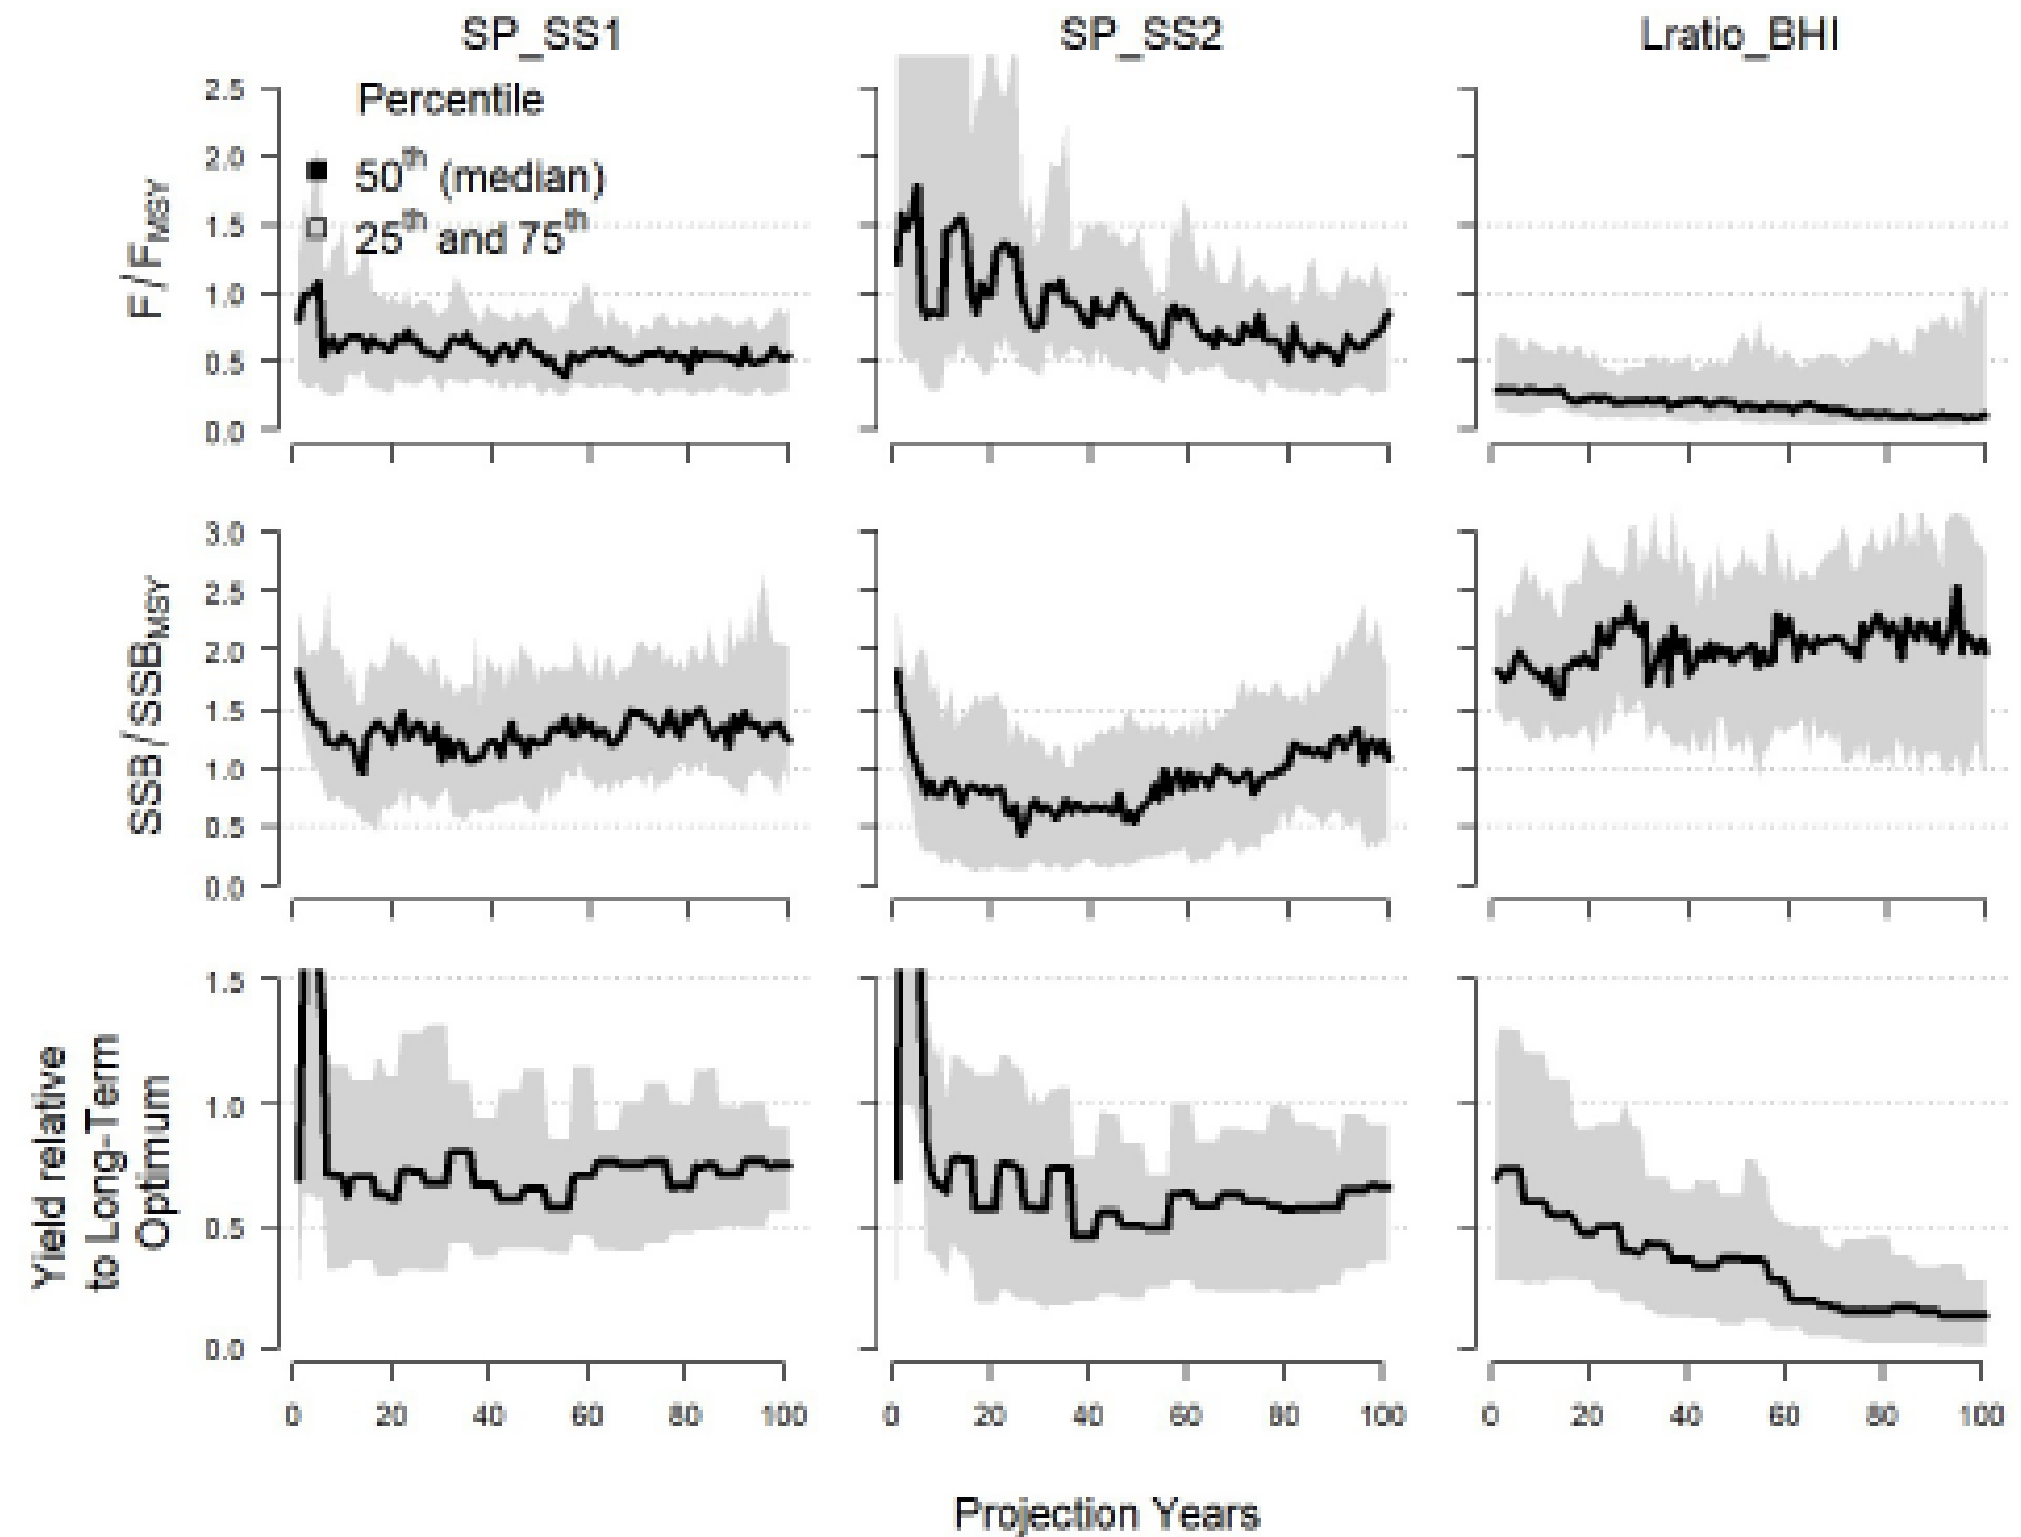 SP_SS1 SP_SS2 Lratio_BHI
Percentile
50th (median)
25th and 75th
F / FMSY
2.5
2.0
1.5
1.0
0.5
0.0
SSB / SSBMSY
3.0
2.5
2.0
1.5
1.0
0.5
0.0
Yield relative
to Long-Term
Optimum
1.5
1.0
0.5
0.0
0 20 40 60 80 100 0 20 40 60 80 100 0 20 40 60 80 100
Projection Years